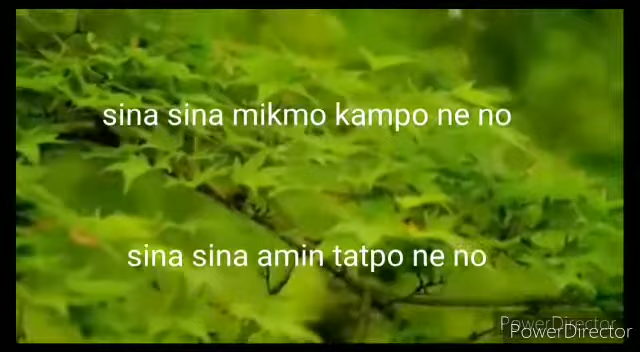 sina sina mikmo kampo ne no
sina sina amin tatpo ne no
PowerDirector
PowerDirector